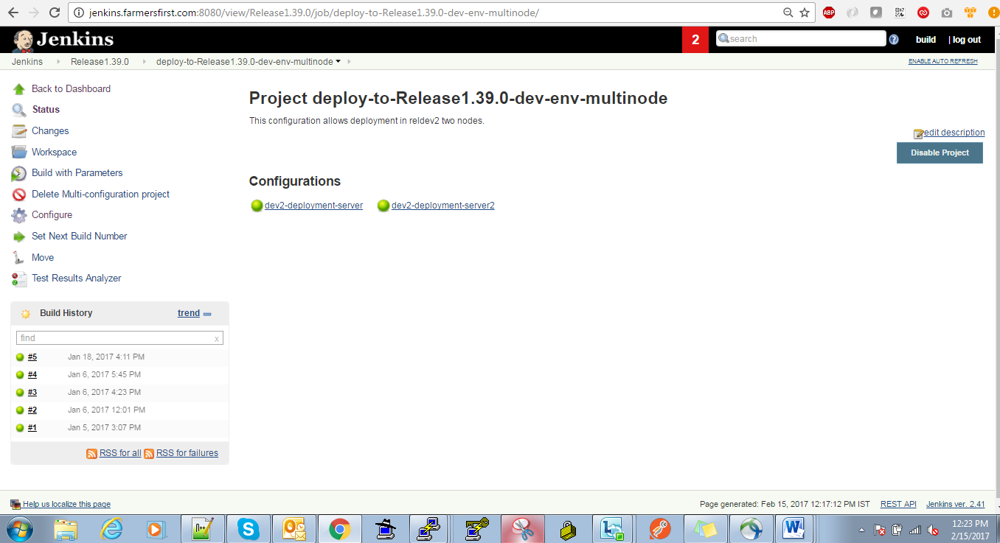 jenkins.farmersfirst.com:8080/view/Release1.39.0/job/deploy-to-Release1.39.0-dev-env-multinode/
ABP
Jenkins
2
search
? build | log out
Jenkins Release1.39.0 deploy-to-Release1.39.0-dev-env-multinode
ENABLE AUTO REFRESH
Back to Dashboard
Status
Changes
Workspace
Build with Parameters
Delete Multi-configuration project
Configure
Set Next Build Number
Move
Test Results Analyzer
Project deploy-to-Release1.39.0-dev-env-multinode
This configuration allows deployment in reldev2 two nodes.
edit description
Disable Project
Configurations
dev2-deployment-server dev2-deployment-server2
Build History trend
find x
#5 Jan 18, 2017 4:11 PM
#4 Jan 6, 2017 5:45 PM
#3 Jan 6, 2017 4:23 PM
#2 Jan 6, 2017 12:01 PM
#1 Jan 5, 2017 3:07 PM
RSS for all RSS for failures
Help us localize this page
Page generated: Feb 15, 2017 12:17:12 PM IST REST API Jenkins ver. 2.41
12:23 PM
2/15/2017